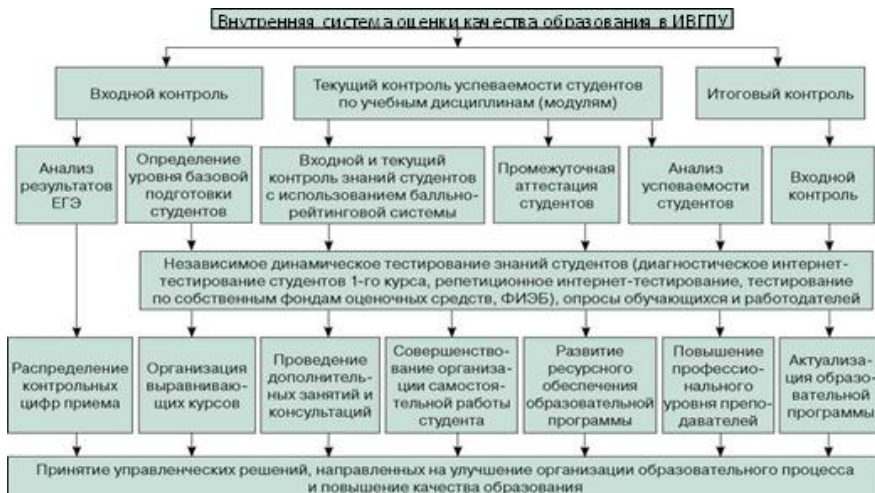 Внутренняя система оценки качества образования в ИВГПУ
Входной контроль
Текущий контроль успеваемости студентов
по учебным дисциплинам (модулям)
Итоговый контроль
Анализ
результатов
ЕГЭ
Определение
уровня базовой
подготовки
студентов
Входной и текущий
контроль знаний студентов
с использованием балльно-
рейтинговой системы
Промежуточная
аттестация
студентов
Анализ
успеваемости
студентов
Входной
контроль
Независимое динамическое тестирование знаний студентов (диагностическое интернет-
тестирование студентов 1-го курса, репетиционное интернет-тестирование, тестирование
по собственным фондам оценочных средств, ФИЭБ), опросы обучающихся и работодателей
Распределение
контрольных
цифр приема
Организация
выравниваю-
щих курсов
Проведение
дополнитель-
ных занятий и
консультаций
Совершенство-
вание организа-
ции самостоя-
тельной работы
студента
Развитие
ресурсного
обеспечения
образовательной
программы
Повышение
профессио-
нального
уровня препо-
давателей
Актуализа-
ция образо-
вательной
программы
Принятие управленческих решений, направленных на улучшение организации образовательного процесса
и повышение качества образования